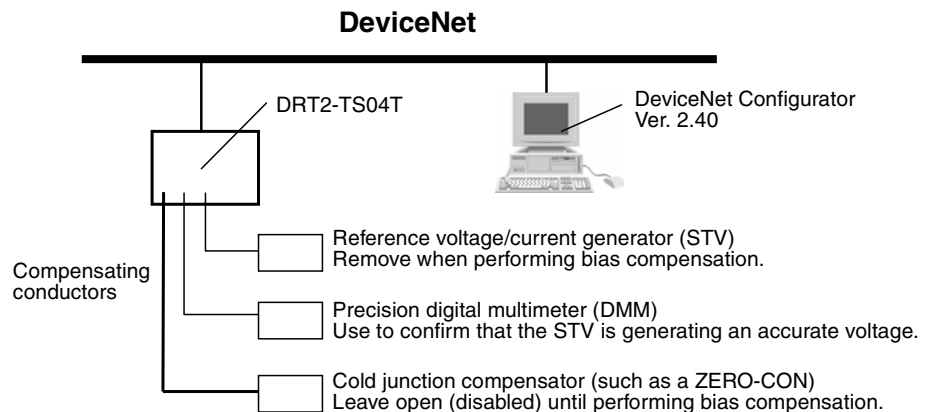 DeviceNet
DRT2-TS04T
DeviceNet Configurator
Ver. 2.40
Reference voltage/current generator (STV)
Remove when performing bias compensation.
Compensating
conductors
Precision digital multimeter (DMM)
Use to confirm that the STV is generating an accurate voltage.
Cold junction compensator (such as a ZERO-CON)
Leave open (disabled) until performing bias compensation.